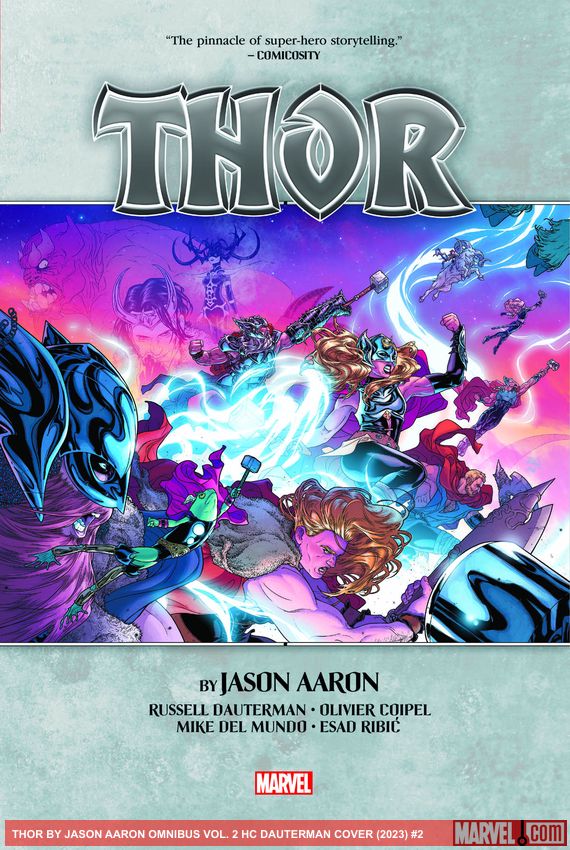 “The pinnacle of super-hero storytelling.”
– COMICOSITY
THOR
BY JASON AARON
RUSSELL DAUTERMAN • OLIVIER COIPEL
MIKE DEL MUNDO • ESAD RIBIĆ
MARVEL
THOR BY JASON AARON OMNIBUS VOL. 2 HC DAUTERMAN COVER (2023) #2
MARVEL.com